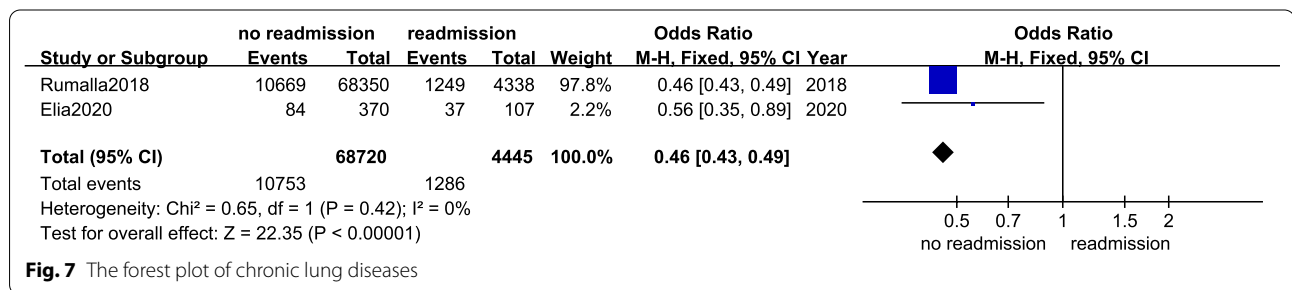 no readmission readmission Odds Ratio Odds Ratio
Study or Subgroup Events Total Events Total Weight M-H, Fixed, 95% CI Year M-H, Fixed, 95% CI
Rumalla2018 10669 68350 1249 4338 97.8% 0.46 [0.43, 0.49] 2018
Elia2020 84 370 37 107 2.2% 0.56 [0.35, 0.89] 2020
Total (95% CI) 68720 4445 100.0% 0.46 [0.43, 0.49]
Total events 10753 1286
Heterogeneity: Chi² = 0.65, df = 1 (P = 0.42); I² = 0%
Test for overall effect: Z = 22.35 (P < 0.00001)
0.5 0.7 1 1.5 2
no readmission readmission
Fig. 7 The forest plot of chronic lung diseases